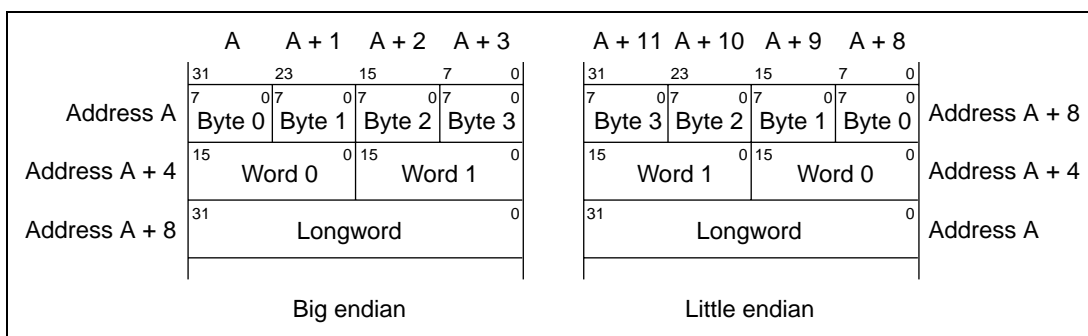 A A + 1 A + 2 A + 3 A + 11 A + 10 A + 9 A + 8
31 23 15 7 0 31 23 15 7 0
7 0 7 0 7 0 7 0 7 0 7 0 7 0 7 0
Address A Byte 0 Byte 1 Byte 2 Byte 3 Byte 3 Byte 2 Byte 1 Byte 0 Address A + 8
15 0 15 0 15 0 15 0
Address A + 4 Word 0 Word 1 Word 1 Word 0 Address A + 4
31 0 31 0
Address A + 8 Longword Longword Address A
Big endian Little endian